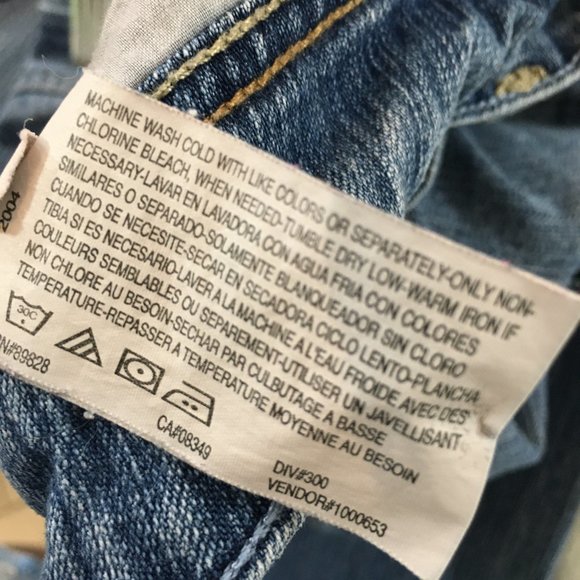 MACHINE WASH COLD WITH LIKE COLORS OR SEPARATELY-ONLY NON-
CHLORINE BLEACH, WHEN NEEDED-TUMBLE DRY LOW-WARM IRON IF
NECESSARY-LAVAR EN LAVADORA CON AGUA FRIA CON COLORES
SIMILARES O SEPARADO-SOLAMENTE BLANQUEADOR SIN CLORO
CUANDO SE NECESITE-SECAR EN SECADORA CICLO LENTO-PLANCHA
TIBIA SI ES NECESARIO-LAVER A LA MACHINE A L'EAU FROIDE AVEC DES
COULEURS SEMBLABLES OU SEPAREMENT-UTILISER UN JAVELLISANT
NON CHLORE AU BESOIN-SECHAR PAR CULBUTAGE A BASSE
TEMPERATURE-REPASSER A TEMPERATURE MOYENNE AU BESOIN
30C
N#89828
CA#08349
DIV#300
VENDOR#1000653
2004